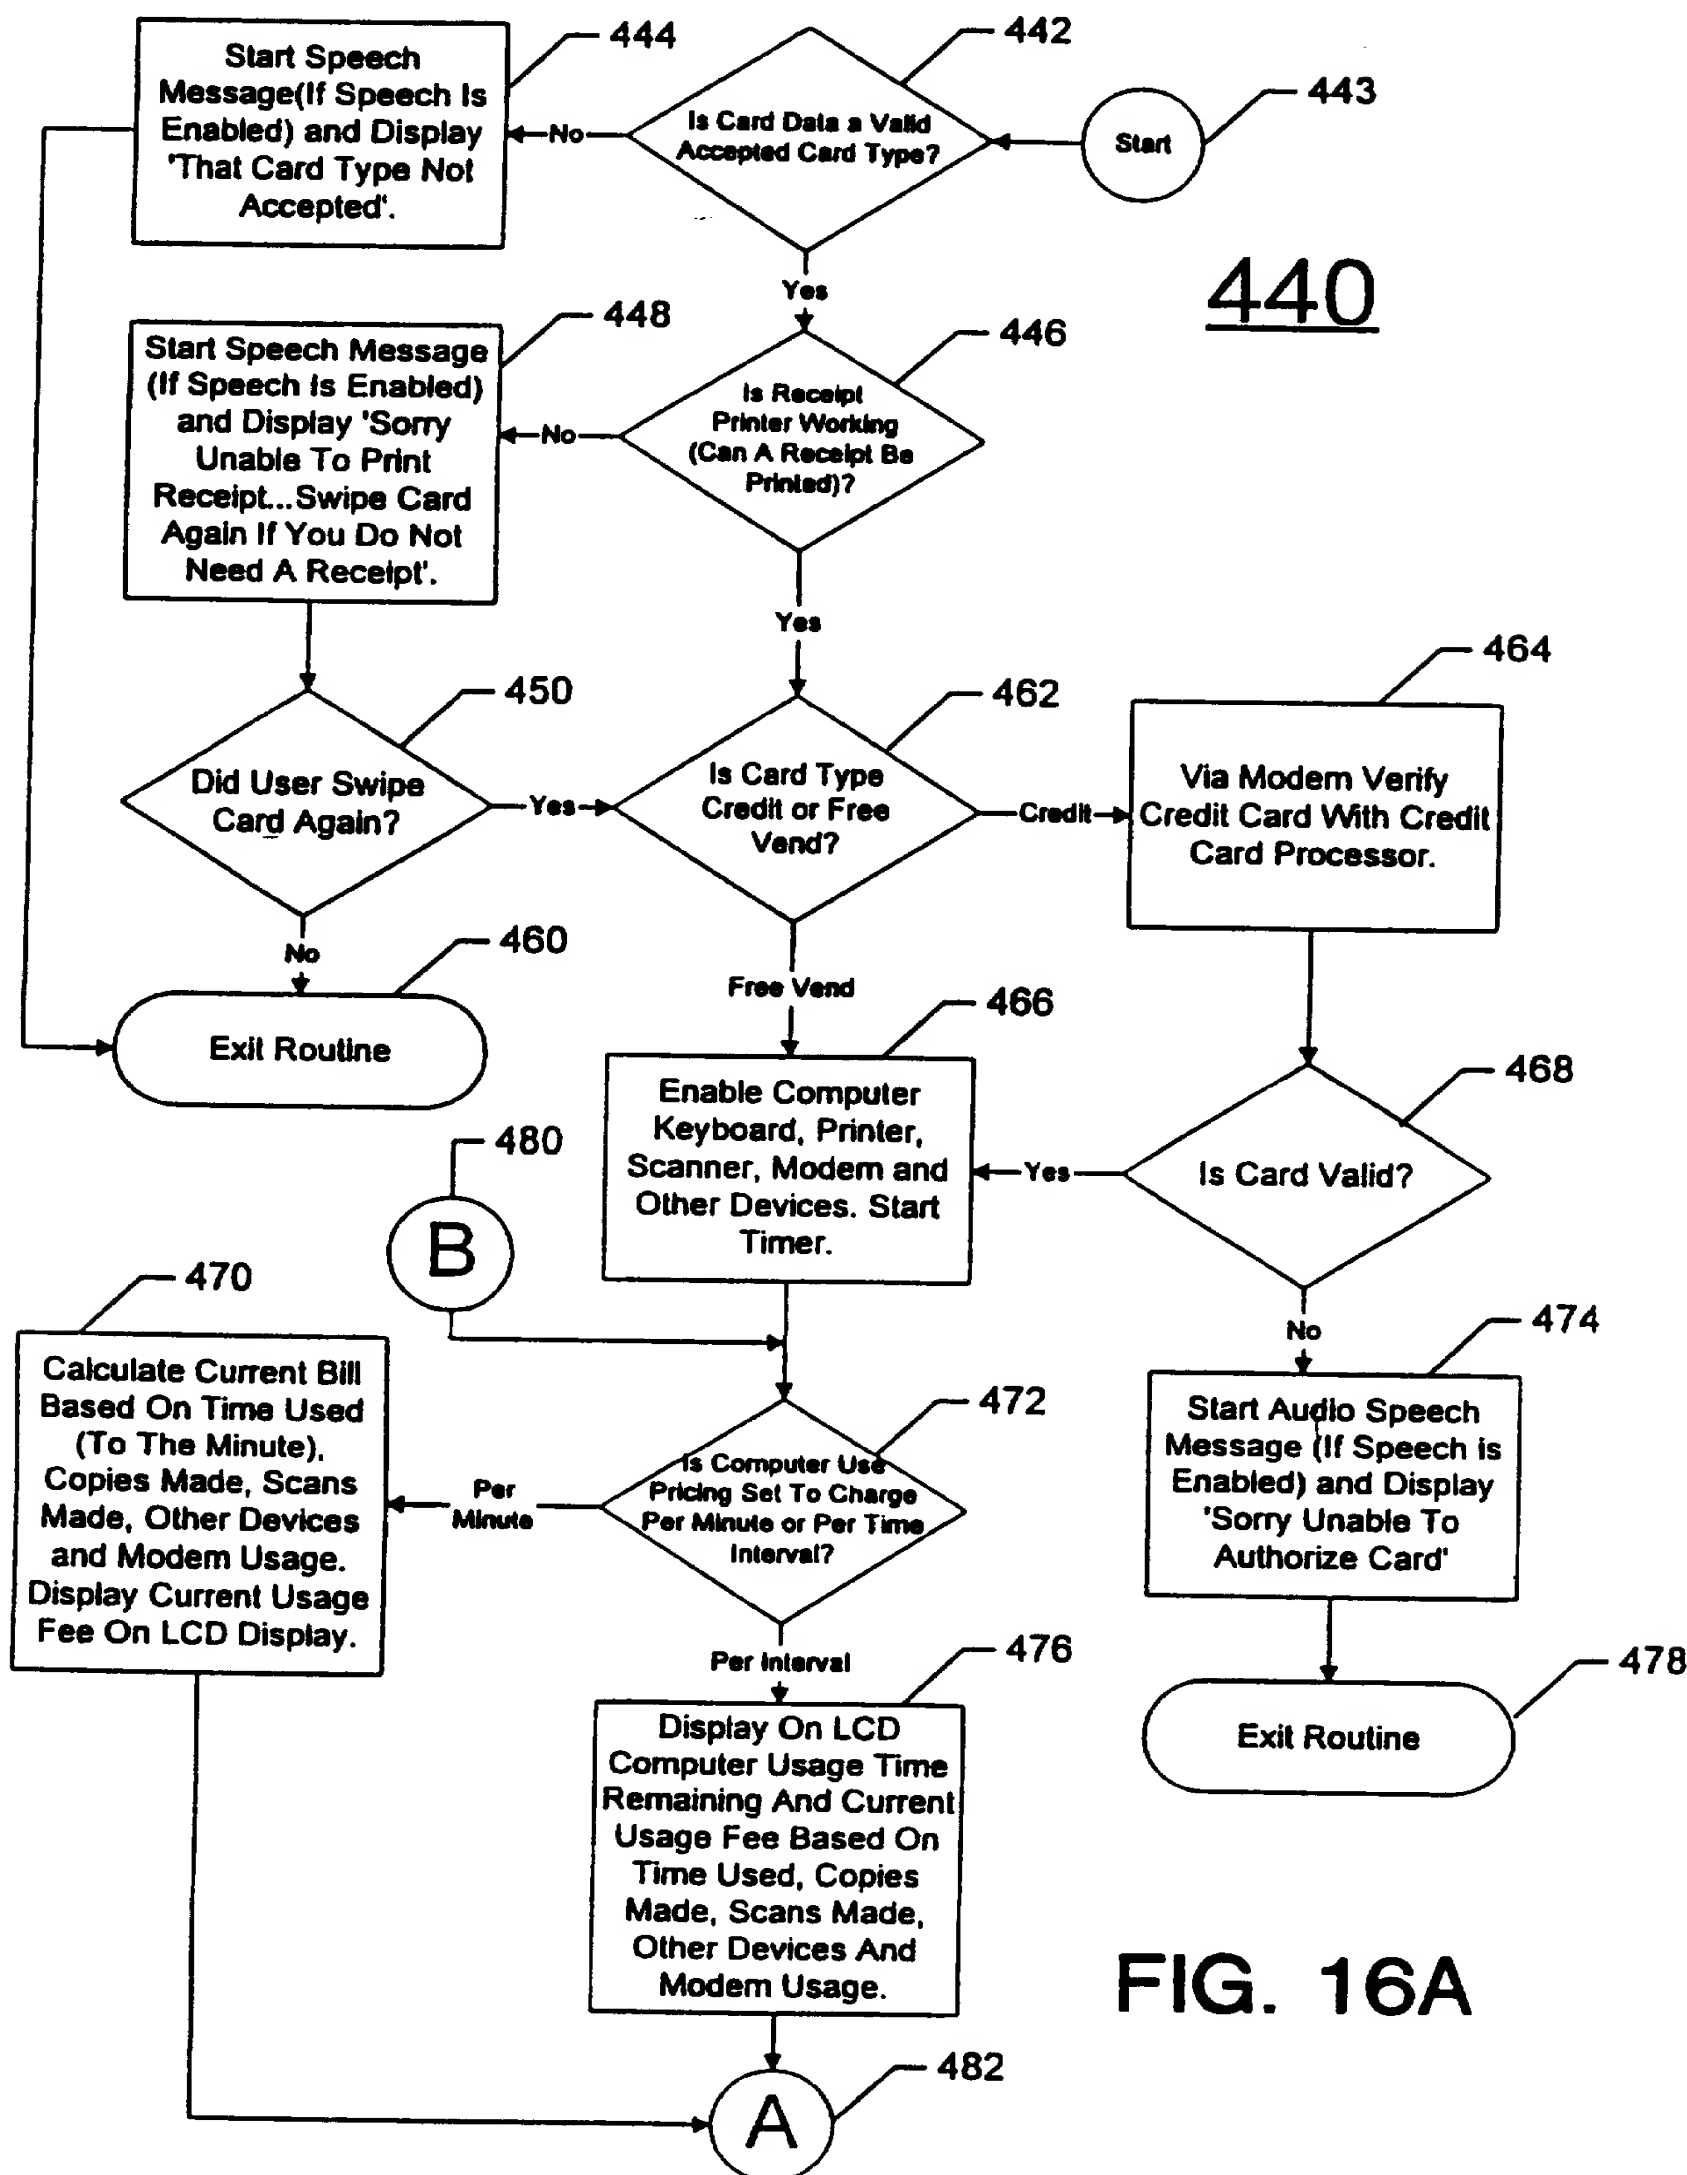 444
442
443
Start Speech
Message(If Speech Is
Enabled) and Display
'That Card Type Not
Accepted'.
No
Is Card Data a Valid
Accepted Card Type?
Start
440
Yes
448
446
Start Speech Message
(If Speech Is Enabled)
and Display 'Sorry
Unable To Print
Receipt...Swipe Card
Again If You Do Not
Need A Receipt'.
No
Is Receipt
Printer Working
(Can A Receipt Be
Printed)?
Yes
450
462
464
Did User Swipe
Card Again?
Yes
Is Card Type
Credit or Free
Vend?
Credit
Via Modem Verify
Credit Card With Credit
Card Processor.
No
460
Free Vend
466
468
Exit Routine
Enable Computer
Keyboard, Printer,
Scanner, Modem and
Other Devices. Start
Timer.
Yes
Is Card Valid?
480
B
No
470
472
474
Calculate Current Bill
Based On Time Used
(To The Minute),
Copies Made, Scans
Made, Other Devices
and Modem Usage.
Display Current Usage
Fee On LCD Display.
Per
Minute
Is Computer Use
Pricing Set To Charge
Per Minute or Per Time
Interval?
Start Audio Speech
Message (If Speech is
Enabled) and Display
'Sorry Unable To
Authorize Card'
Per Interval
476
478
Display On LCD
Computer Usage Time
Remaining And Current
Usage Fee Based On
Time Used, Copies
Made, Scans Made,
Other Devices And
Modem Usage.
Exit Routine
FIG. 16A
482
A